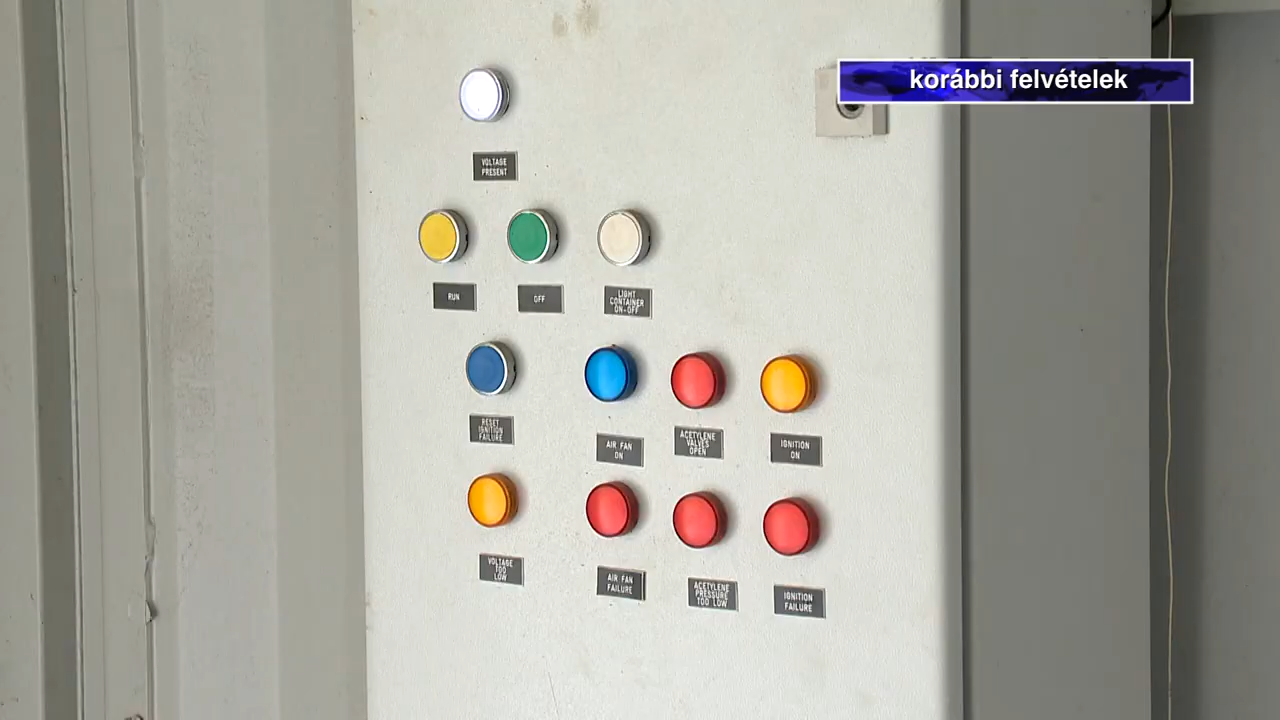 korábbi felvételek
VOLTAGE
PRESENT
RUN
OFF
LIGHT
CONTAINER
ON-OFF
RESET
IGNITION
FAILURE
AIR FAN
ON
ACETYLENE
VALVES
OPEN
IGNITION
ON
VOLTAGE
TOO
LOW
AIR FAN
FAILURE
ACETYLENE
PRESSURE
TOO LOW
IGNITION
FAILURE